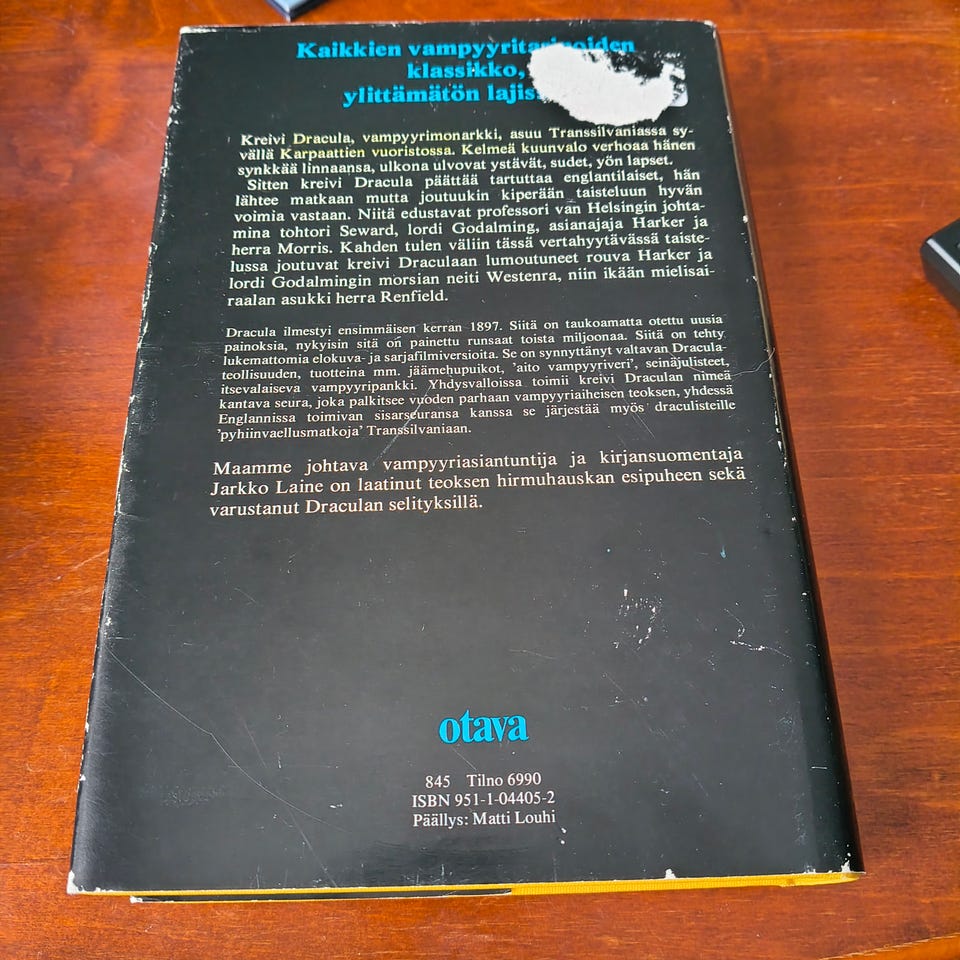 Kaikkien vampyyritarinoiden
klassikko,
ylittämätön
Kreivi Dracula, vampyyrimonarkki, asuu Transsilvaniassa sy-
vällä Karpaattien vuoristossa. Kelmeä kuunvalo verhoaa hänen
synkkää linnaansa, ulkona ulvovat ystävät, sudet, yön lapset.
Sitten kreivi Dracula päättää tartuttaa englantilaiset, hän
lähtee matkaan mutta joutuukin kiperään taisteluun hyvän
voimia vastaan. Niitä edustavat professori van Helsingin johta-
mina tohtori Seward, lordi Godalming, asianajaja Harker ja
herra Morris. Kahden tulen väliin tässä vertahyytävässä taiste-
lussa joutuvat kreivi Draculaan lumoutuneet rouva Harker ja
lordi Godalmingin morsian neiti Westenra, niin ikään mielisai-
raalan asukki herra Renfield.
Dracula ilmestyi ensimmäisen kerran 1897. Siitä on taukoamatta otettu uusia
painoksia, nykyisin sitä on painettu runsaat toista miljoonaa. Siitä on tehty
lukemattomia elokuva- ja sarjafilmiversioita. Se on synnyttänyt valtavan Dracula-
teollisuuden, tuotteina mm. jäämehupuikot, 'aito vampyyriveri', seinäjulisteet,
itsevalaiseva vampyyripankki. Yhdysvalloissa toimii kreivi Draculan nimeä
kantava seura, joka palkitsee vuoden parhaan vampyyriaiheisen teoksen, yhdessä
Englannissa toimivan sisarseuransa kanssa se järjestää myös draculisteille
'pyhiinvaellusmatkoja' Transsilvaniaan.
Maamme johtava vampyyriasiantuntija ja kirjansuomentaja
Jarkko Laine on laatinut teoksen hirmuhauskan esipuheen sekä
varustanut Draculan selityksillä.
otava
845 Tilno 6990
ISBN 951-1-04405-2
Päällys: Matti Louhi